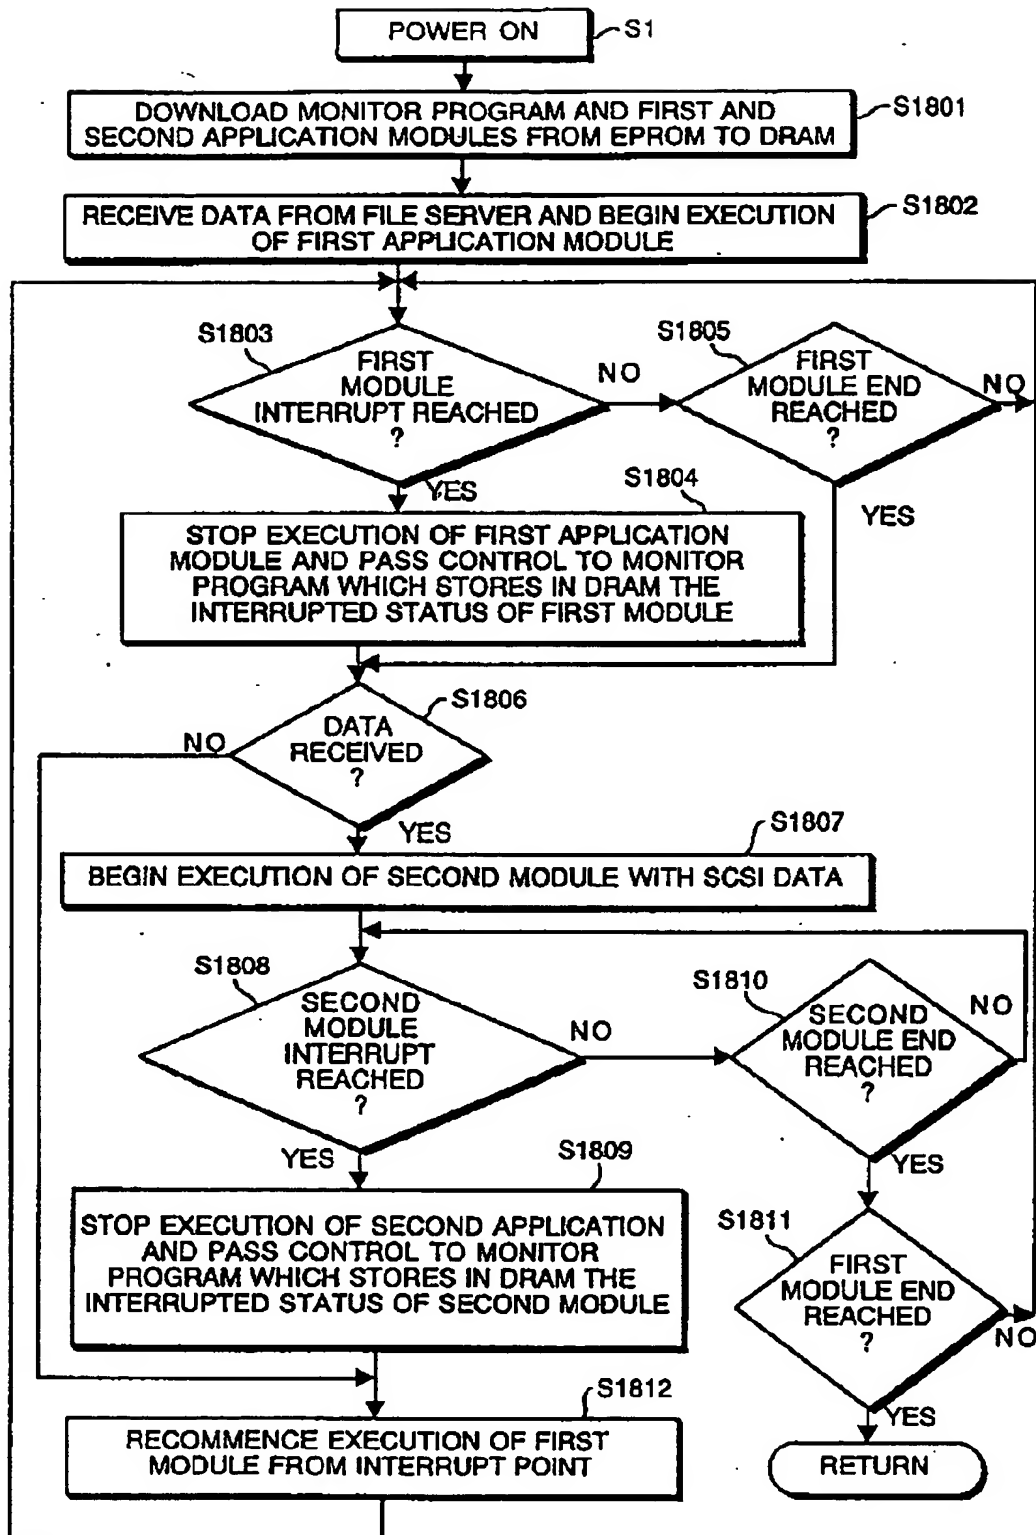 POWER ON
S1
DOWNLOAD MONITOR PROGRAM AND FIRST AND
SECOND APPLICATION MODULES FROM EPROM TO DRAM
S1801
RECEIVE DATA FROM FILE SERVER AND BEGIN EXECUTION
OF FIRST APPLICATION MODULE
S1802
S1803
FIRST
MODULE
INTERRUPT REACHED
?
NO
YES
S1805
FIRST
MODULE END
REACHED
?
NO
YES
S1804
STOP EXECUTION OF FIRST APPLICATION
MODULE AND PASS CONTROL TO MONITOR
PROGRAM WHICH STORES IN DRAM THE
INTERRUPTED STATUS OF FIRST MODULE
S1806
DATA
RECEIVED
?
NO
YES
S1807
BEGIN EXECUTION OF SECOND MODULE WITH SCSI DATA
S1808
SECOND
MODULE
INTERRUPT
REACHED
?
NO
YES
S1810
SECOND
MODULE END
REACHED
?
NO
YES
S1809
STOP EXECUTION OF SECOND APPLICATION
AND PASS CONTROL TO MONITOR
PROGRAM WHICH STORES IN DRAM THE
INTERRUPTED STATUS OF SECOND MODULE
S1811
FIRST
MODULE END
REACHED
?
NO
YES
S1812
RECOMMENCE EXECUTION OF FIRST
MODULE FROM INTERRUPT POINT
RETURN